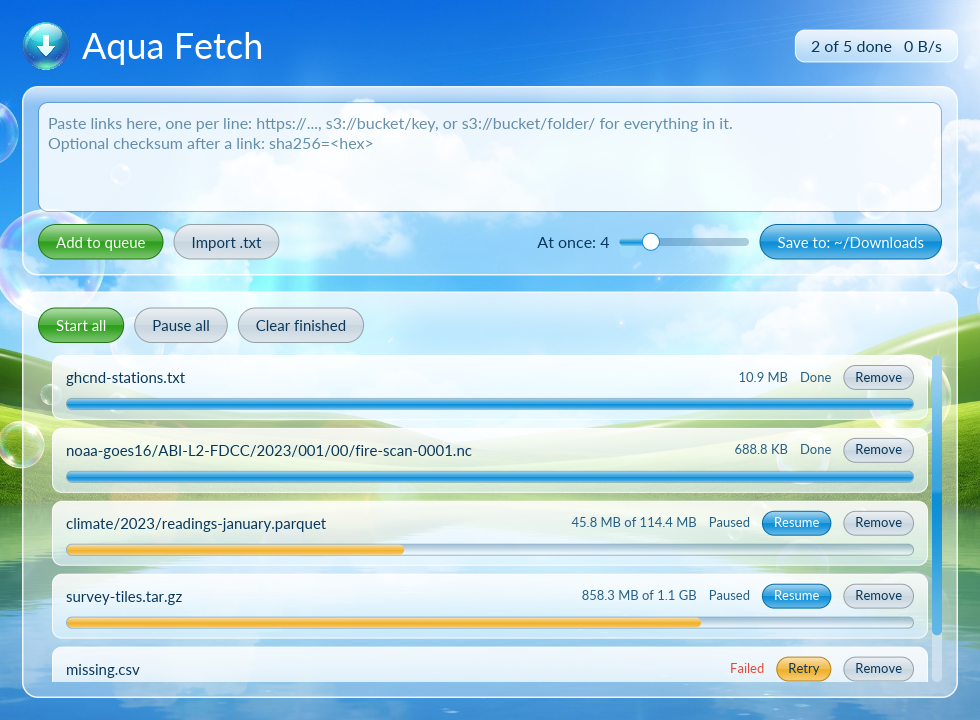 Aqua Fetch
2 of 5 done 0 B/s
Paste links here, one per line: https://..., s3://bucket/key, or s3://bucket/folder/ for everything in it.
Optional checksum after a link: sha256=<hex>
Add to queue Import .txt At once: 4 Save to: ~/Downloads
Start all Pause all Clear finished
ghcnd-stations.txt 10.9 MB Done Remove
noaa-goes16/ABI-L2-FDCC/2023/001/00/fire-scan-0001.nc 688.8 KB Done Remove
climate/2023/readings-january.parquet 45.8 MB of 114.4 MB Paused Resume Remove
survey-tiles.tar.gz 858.3 MB of 1.1 GB Paused Resume Remove
missing.csv Failed Retry Remove